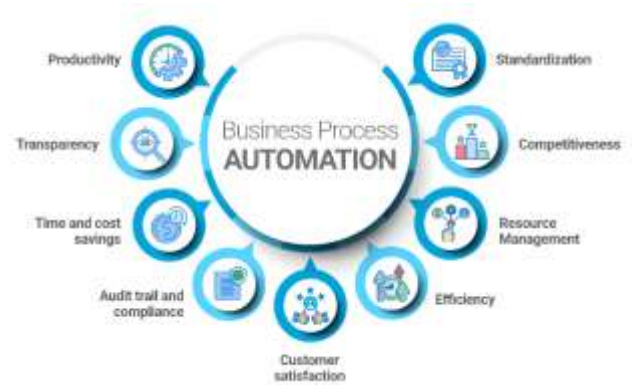 Business Process
AUTOMATION
Productivity
Transparency
Time and cost
savings
Audit trail and
compliance
Customer
satisfaction
Efficiency
Resource
Management
Competitiveness
Standardization